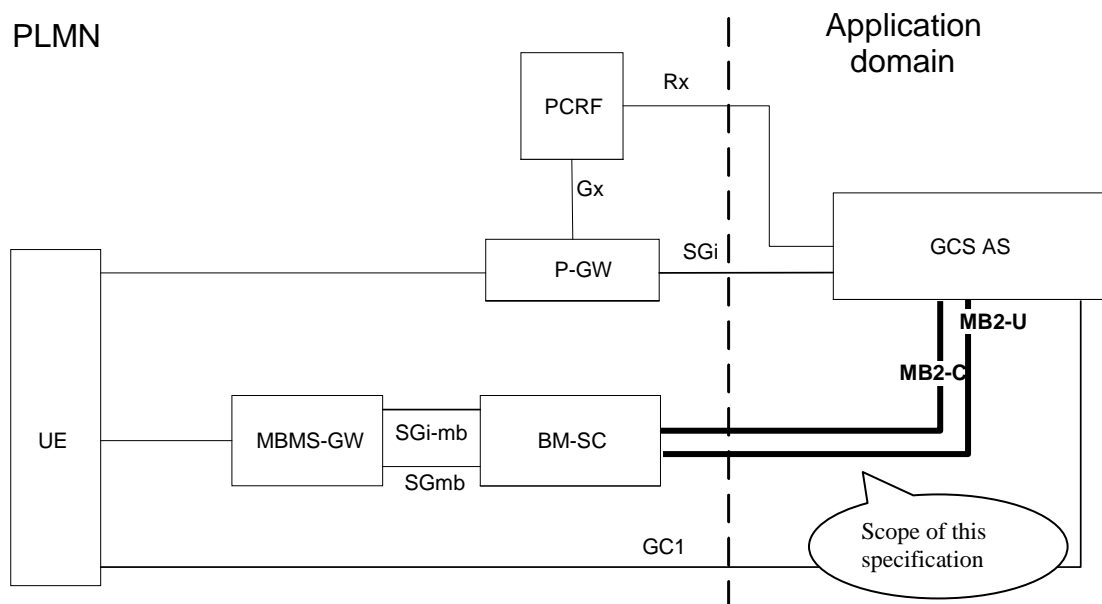 PLMN
Application
domain
Rx
PCRF
Gx
SGi
P-GW
GCS AS
MB2-U
MB2-C
UE
MBMS-GW
SGi-mb
SGmb
BM-SC
GC1
Scope of this
specification